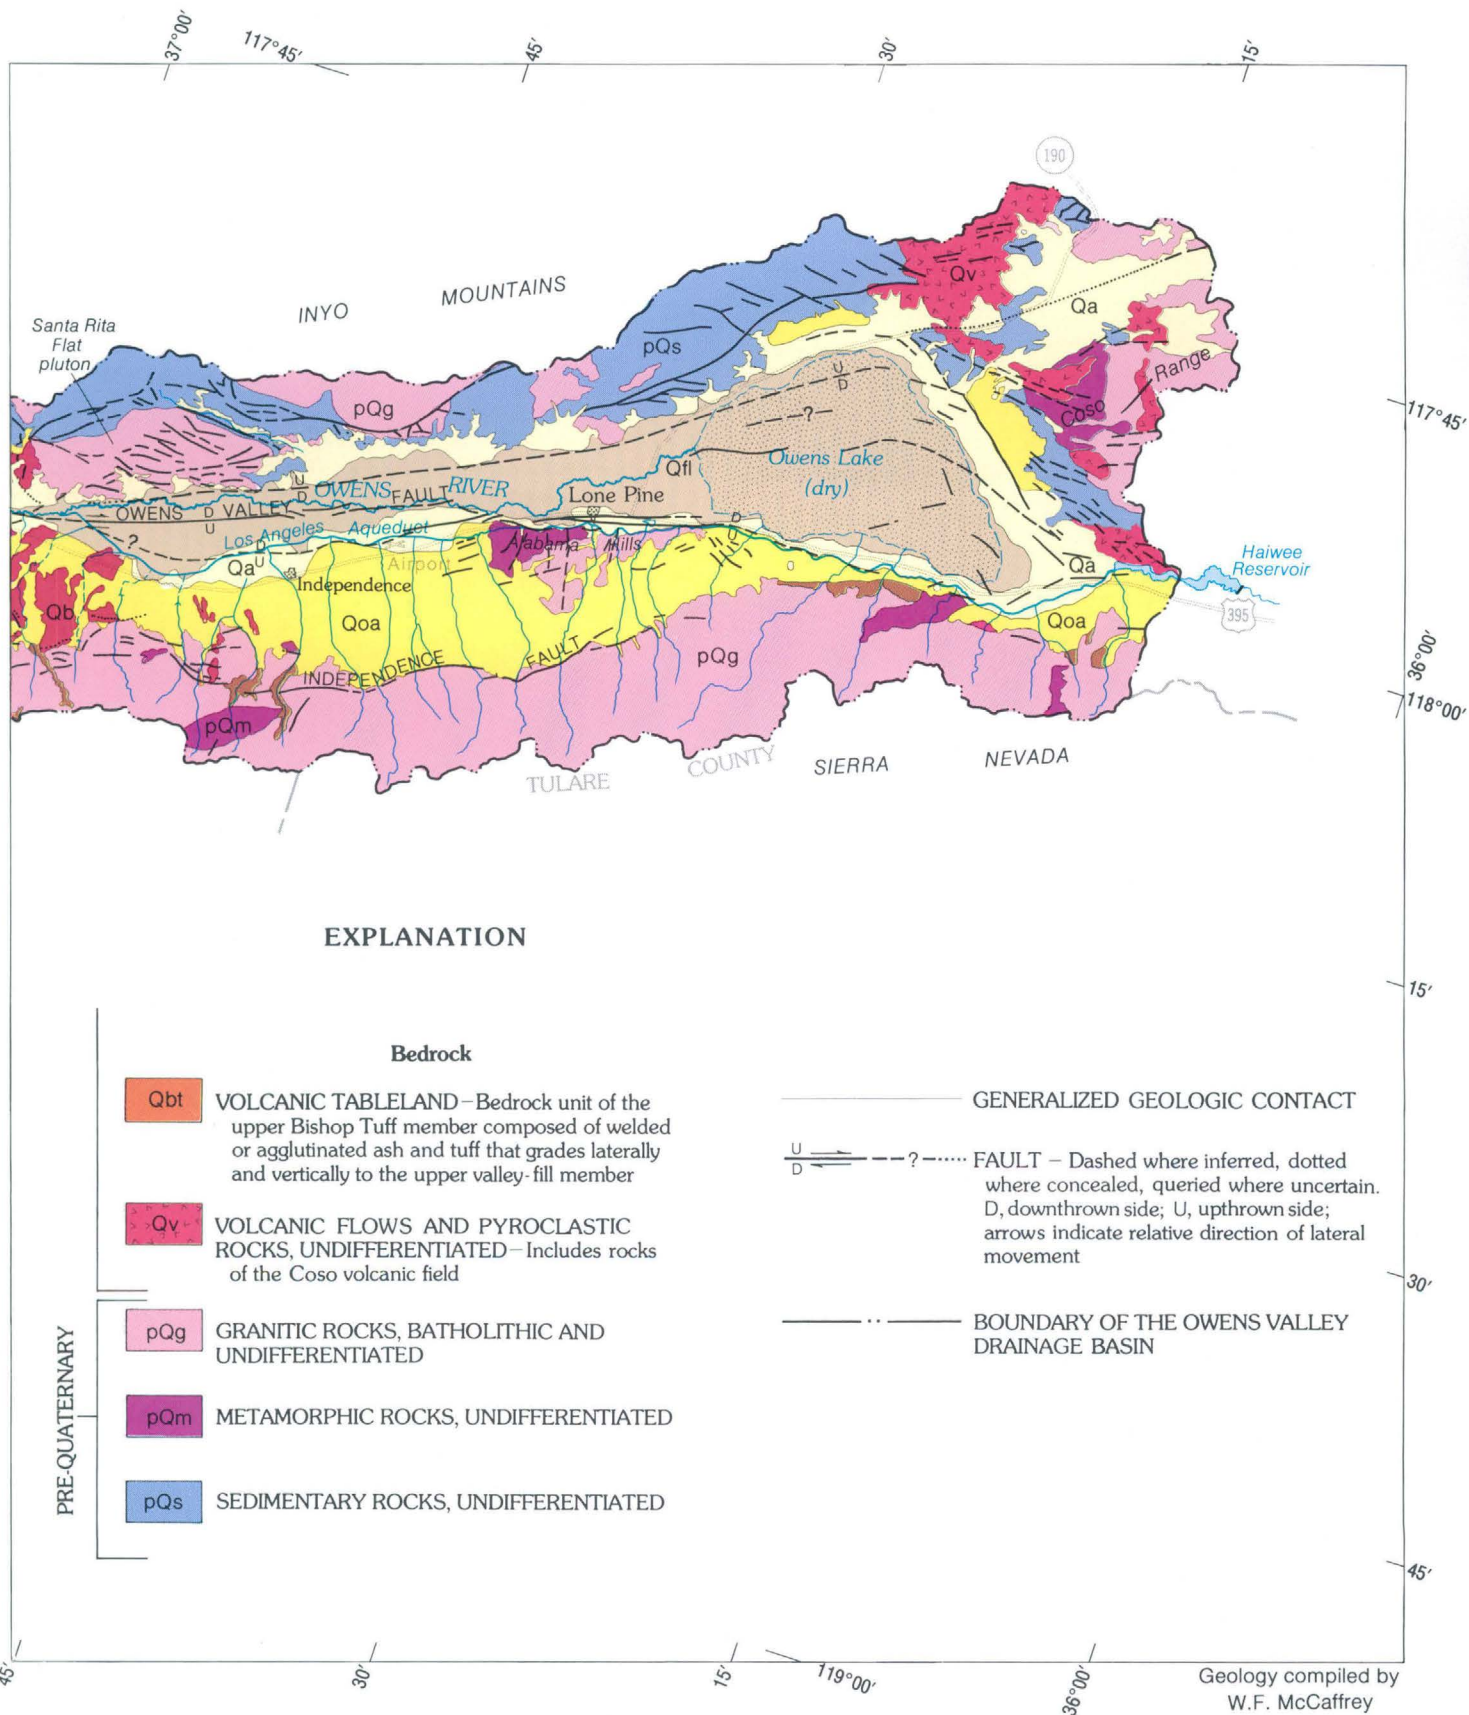 37°00′
117°45′
45′
30′
15′
190
INYO
MOUNTAINS
Santa Rita
Flat
pluton
Qv
Qa
pQs
pQg
Range
Coso
117°45′
U
D
?
Owens Lake
(dry)
Qfl
Lone Pine
U
D
OWENS FAULT RIVER
OWENS D VALLEY
U
?
Los Angeles Aqueduct
D
U
D
U
Alabama Hills
Airport
Qa
Independence
Qa
Haiwee
Reservoir
395
Qb
Qoa
Qoa
INDEPENDENCE
FAULT
pQg
pQm
36°00′
118°00′
TULARE
COUNTY
SIERRA
NEVADA
EXPLANATION
15′
Bedrock
Qbt
VOLCANIC TABLELAND—Bedrock unit of the
upper Bishop Tuff member composed of welded
or agglutinated ash and tuff that grades laterally
and vertically to the upper valley-fill member
Qv
VOLCANIC FLOWS AND PYROCLASTIC
ROCKS, UNDIFFERENTIATED—Includes rocks
of the Coso volcanic field
PRE-QUATERNARY
pQg
GRANITIC ROCKS, BATHOLITHIC AND
UNDIFFERENTIATED
pQm
METAMORPHIC ROCKS, UNDIFFERENTIATED
pQs
SEDIMENTARY ROCKS, UNDIFFERENTIATED
GENERALIZED GEOLOGIC CONTACT
U
D
?
FAULT — Dashed where inferred, dotted
where concealed, queried where uncertain.
D, downthrown side; U, upthrown side;
arrows indicate relative direction of lateral
movement
30′
BOUNDARY OF THE OWENS VALLEY
DRAINAGE BASIN
45′
45′
30′
15′
119°00′
36°00′
Geology compiled by
W.F. McCaffrey